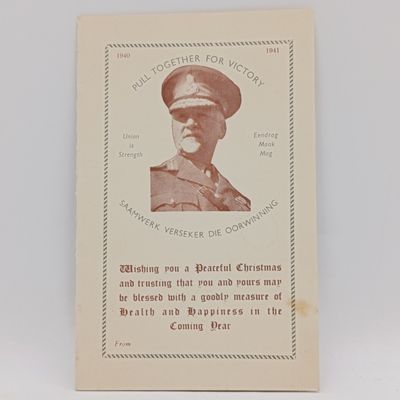 1940 1941
PULL TOGETHER FOR VICTORY
Union
is
Strength
Eendrag
Maak
Mag
SAAMWERK VERSEKER DIE OORWINNING
Wishing you a Peaceful Christmas
and trusting that you and yours may
be blessed with a goodly measure of
Health and Happiness in the
Coming Year
From